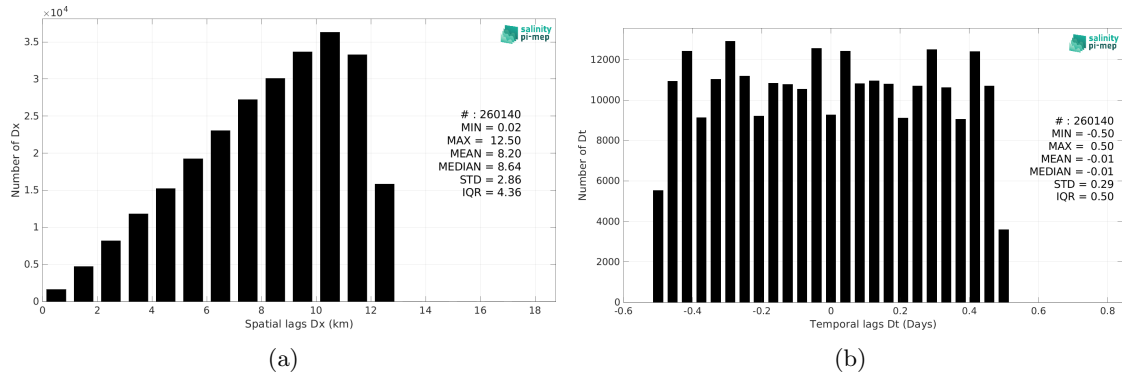 ×10⁴
3.5
3
2.5
2
1.5
1
0.5
0
Number of Dx
0 2 4 6 8 10 12 14 16 18
Spatial lags Dx (km)
salinity
pi-mep
# : 260140
MIN = 0.02
MAX = 12.50
MEAN = 8.20
MEDIAN = 8.64
STD = 2.86
IQR = 4.36
(a)
12000
10000
8000
6000
4000
2000
0
Number of Dt
-0.6 -0.4 -0.2 0 0.2 0.4 0.6 0.8
Temporal lags Dt (Days)
salinity
pi-mep
# : 260140
MIN = -0.50
MAX = 0.50
MEAN = -0.01
MEDIAN = -0.01
STD = 0.29
IQR = 0.50
(b)